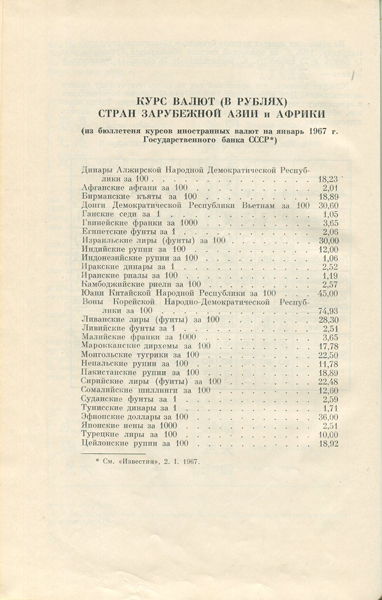 КУРС ВАЛЮТ (В РУБЛЯХ)
СТРАН ЗАРУБЕЖНОЙ АЗИИ и АФРИКИ
(из бюллетеня курсов иностранных валют на январь 1967 г.
Государственного банка СССР*)
Динары Алжирской Народной Демократической Респуб-
лики за 100 . . . . . . . . . . . . 18,23
Афганские афгани за 100 . . . . . . . . . 2,01
Бирманские кьяты за 100 . . . . . . . . . 18,89
Донги Демократической Республики Вьетнам за 100 30,60
Ганские седи за 1 . . . . . . . . . . 1,05
Гвинейские франки за 1000 . . . . . . . . 3,65
Египетские фунты за 1 . . . . . . . . . 2,06
Израильские лиры (фунты) за 100 . . . . . . 30,00
Индийские рупии за 100 . . . . . . . . . 12,00
Индонезийские рупии за 100 . . . . . . . . 1,06
Иракские динары за 1 . . . . . . . . . 2,52
Иранские риалы за 100 . . . . . . . . . 1,19
Камбоджийские риели за 100 . . . . . . . . 2,57
Юани Китайской Народной Республики за 100 . . . 45,00
Воны Корейской Народно-Демократической Респуб-
лики за 100 . . . . . . . . . . . . 74,93
Ливанские лиры (фунты) за 100 . . . . . . . 28,30
Ливийские фунты за 1 . . . . . . . . . 2,51
Малийские франки за 1000 . . . . . . . . 3,65
Марокканские дирхемы за 100 . . . . . . . 17,78
Монгольские тугрики за 100 . . . . . . . . 22,50
Непальские рупии за 100 . . . . . . . . . 11,78
Пакистанские рупии за 100 . . . . . . . . 18,89
Сирийские лиры (фунты) за 100 . . . . . . . 22,48
Сомалийские шиллинги за 100 . . . . . . . 12,60
Суданские фунты за 1 . . . . . . . . . 2,59
Тунисские динары за 1 . . . . . . . . . 1,71
Эфиопские доллары за 100 . . . . . . . . 36,00
Японские иены за 1000 . . . . . . . . . 2,51
Турецкие лиры за 100 . . . . . . . . . 10,00
Цейлонские рупии за 100 . . . . . . . . . 18,92
* См. «Известия», 2. 1. 1967.